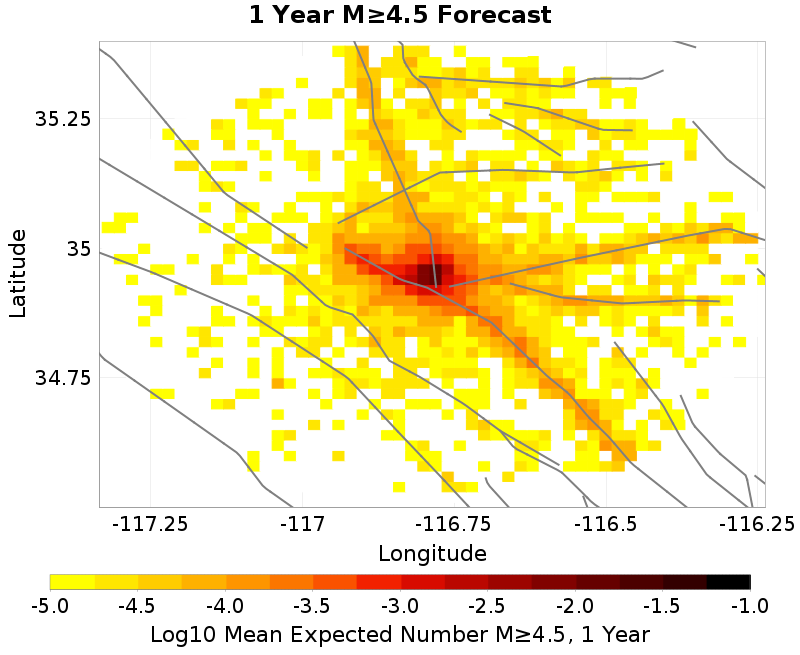 1 Year M≥4.5 Forecast
35.25
35
34.75
Latitude
-117.25 -117 -116.75 -116.5 -116.25
Longitude
-5.0 -4.5 -4.0 -3.5 -3.0 -2.5 -2.0 -1.5 -1.0
Log10 Mean Expected Number M≥4.5, 1 Year